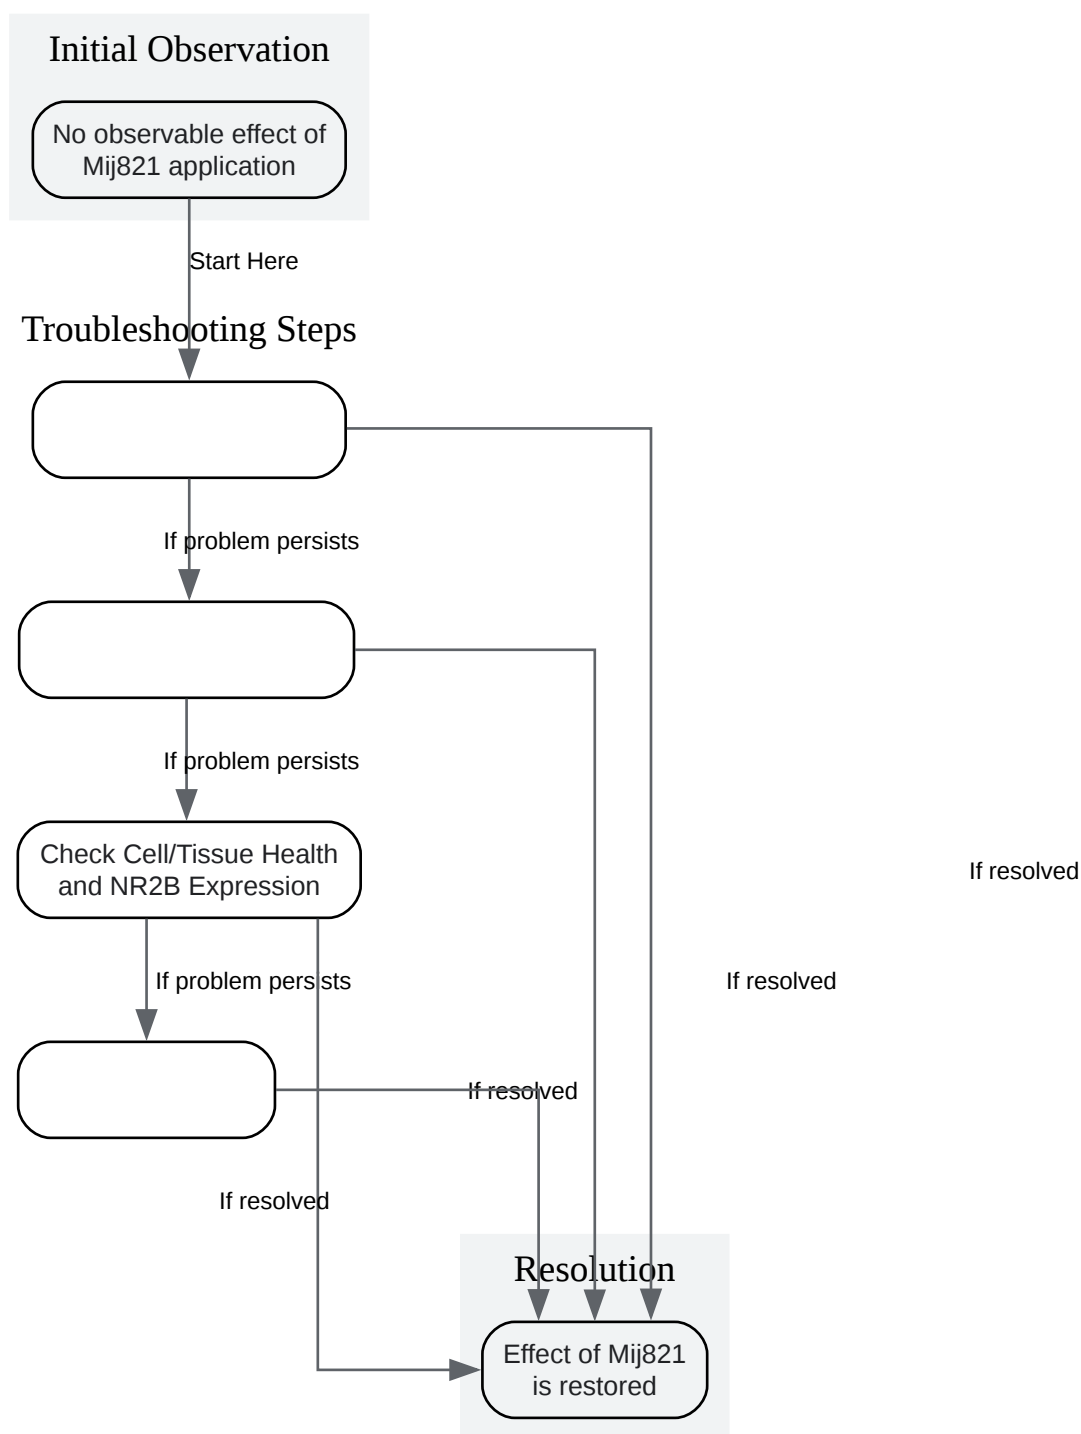 Initial Observation
No observable effect of
Mij821 application
Start Here
Troubleshooting Steps
If problem persists
If problem persists
Check Cell/Tissue Health
and NR2B Expression
If resolved
If problem persists
If resolved
If resolved
If resolved
Resolution
Effect of Mij821
is restored